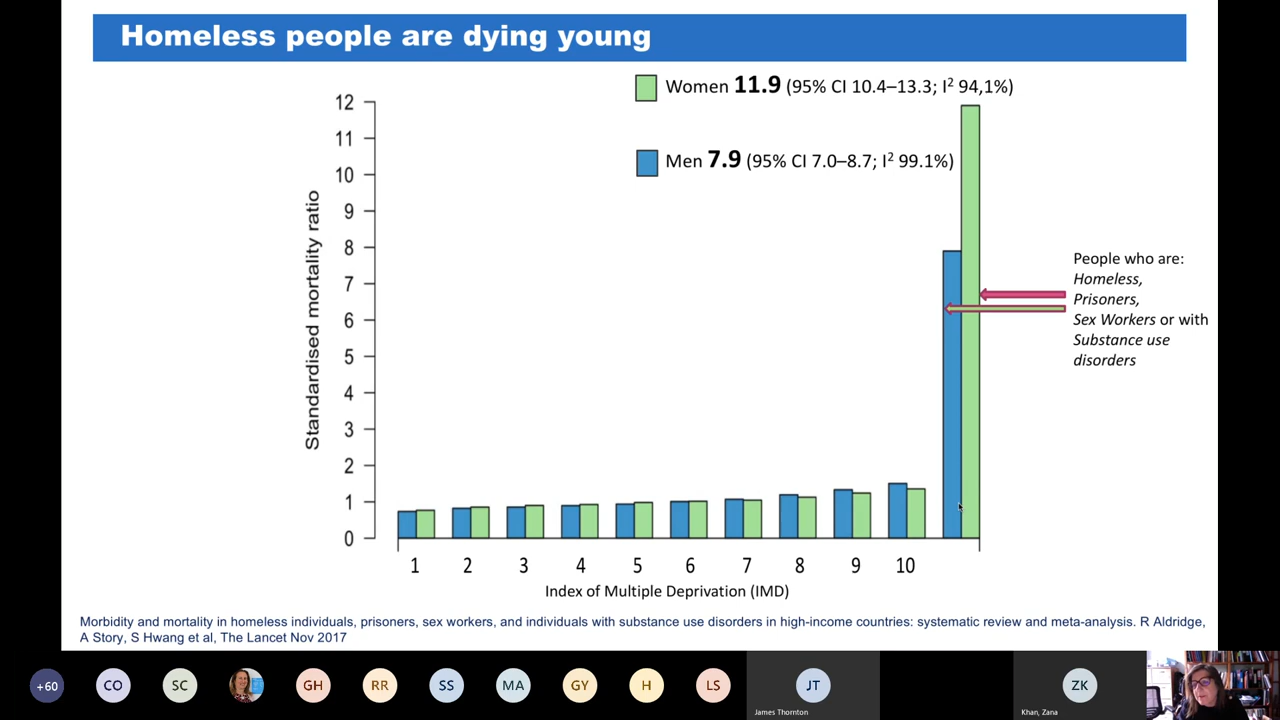 Homeless people are dying young
Women 11.9 (95% CI 10.4–13.3; I² 94,1%)
Men 7.9 (95% CI 7.0–8.7; I² 99.1%)
Standardised mortality ratio
12
11
10
9
8
7
6
5
4
3
2
1
0
People who are:
Homeless,
Prisoners,
Sex Workers or with
Substance use
disorders
1 2 3 4 5 6 7 8 9 10
Index of Multiple Deprivation (IMD)
Morbidity and mortality in homeless individuals, prisoners, sex workers, and individuals with substance use disorders in high-income countries: systematic review and meta-analysis. R Aldridge,
A Story, S Hwang et al, The Lancet Nov 2017
+60 CO SC GH RR SS MA GY H LS JT ZK
James Thornton
Khan, Zana